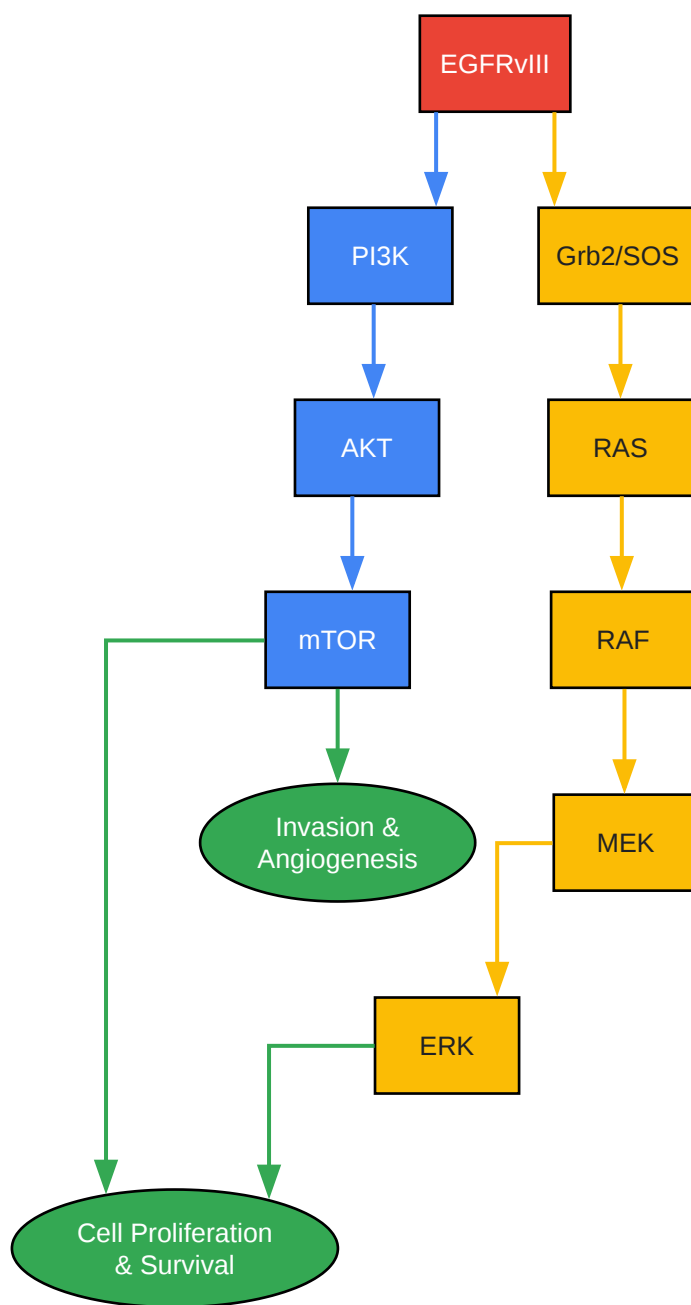 EGFRvIII
PI3K
Grb2/SOS
AKT
RAS
mTOR
RAF
Invasion &
Angiogenesis
MEK
ERK
Cell Proliferation
& Survival